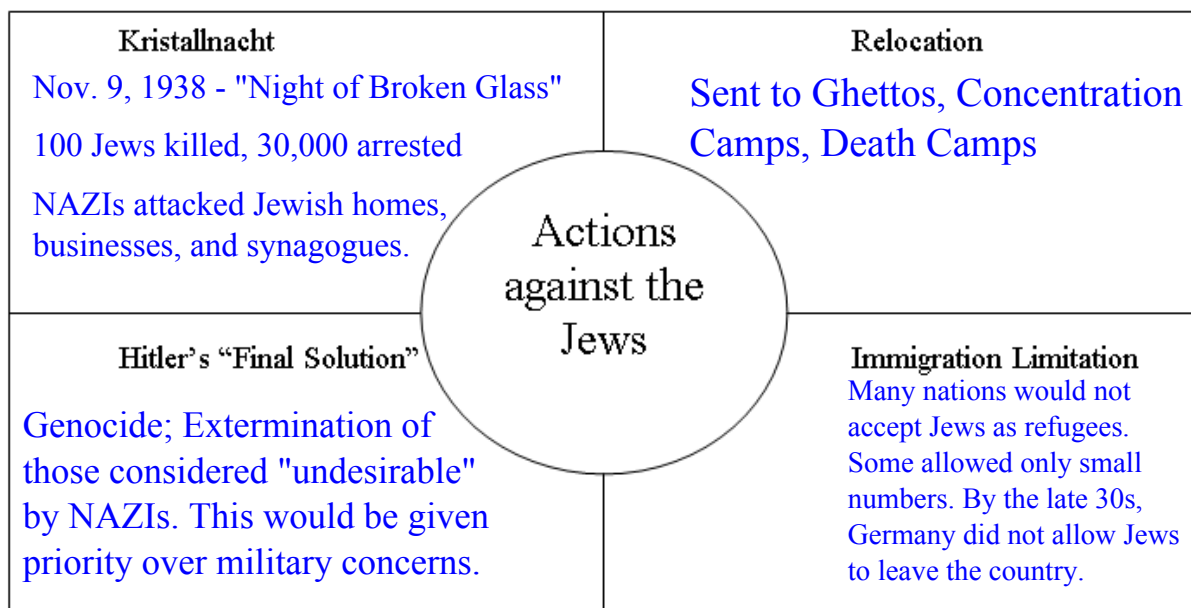 Kristallnacht
Nov. 9, 1938 - "Night of Broken Glass"
100 Jews killed, 30,000 arrested
NAZIs attacked Jewish homes,
businesses, and synagogues.
Relocation
Sent to Ghettos, Concentration
Camps, Death Camps
Actions
against the
Jews
Hitler's “Final Solution”
Genocide; Extermination of
those considered "undesirable"
by NAZIs. This would be given
priority over military concerns.
Immigration Limitation
Many nations would not
accept Jews as refugees.
Some allowed only small
numbers. By the late 30s,
Germany did not allow Jews
to leave the country.